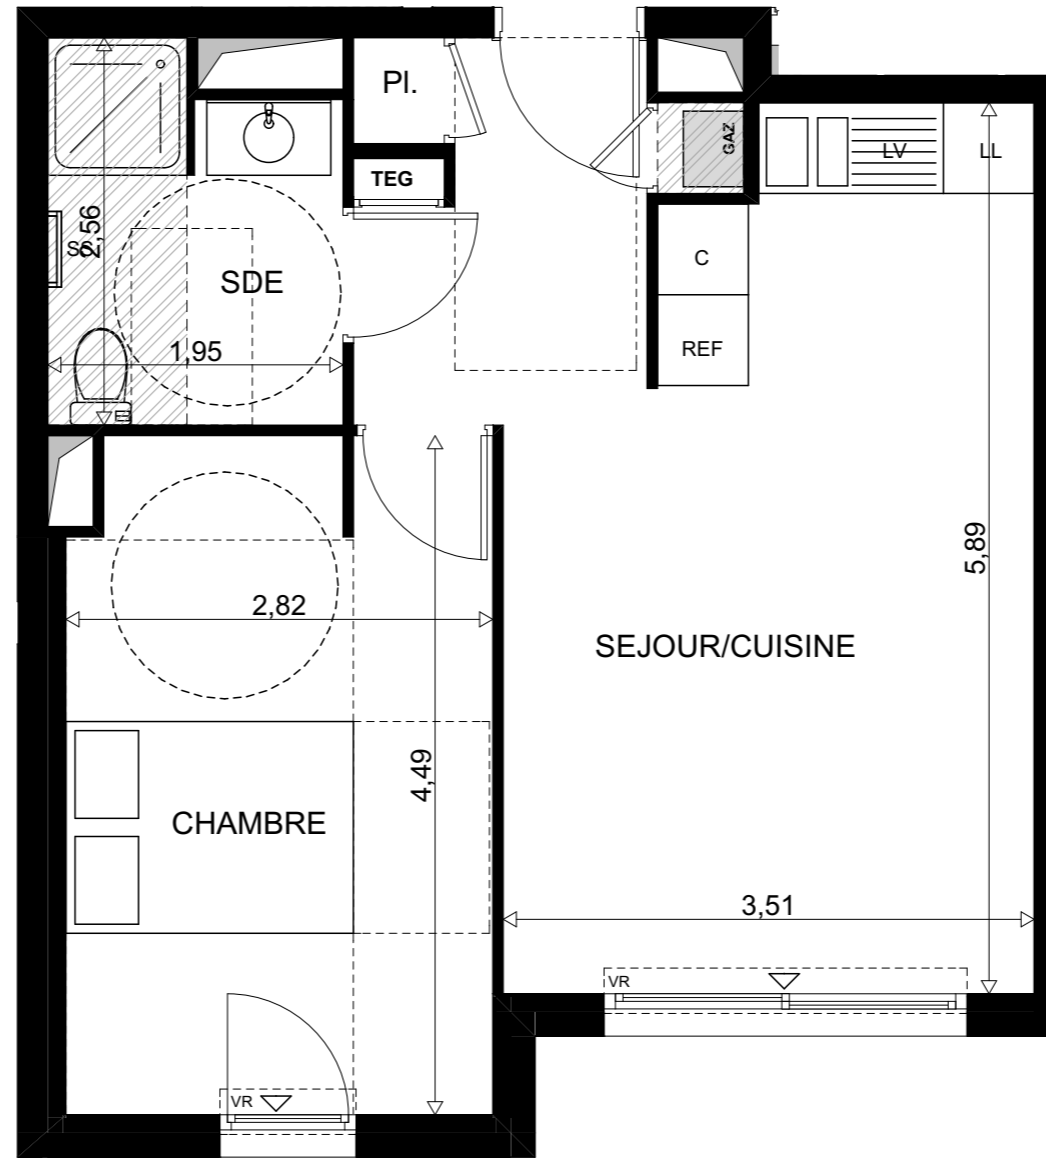 Pl.
GAZ
LV
LL
TEG
2,56
SDE
C
1,95
REF
5,89
2,82
SEJOUR/CUISINE
4,49
CHAMBRE
3,51
VR
VR